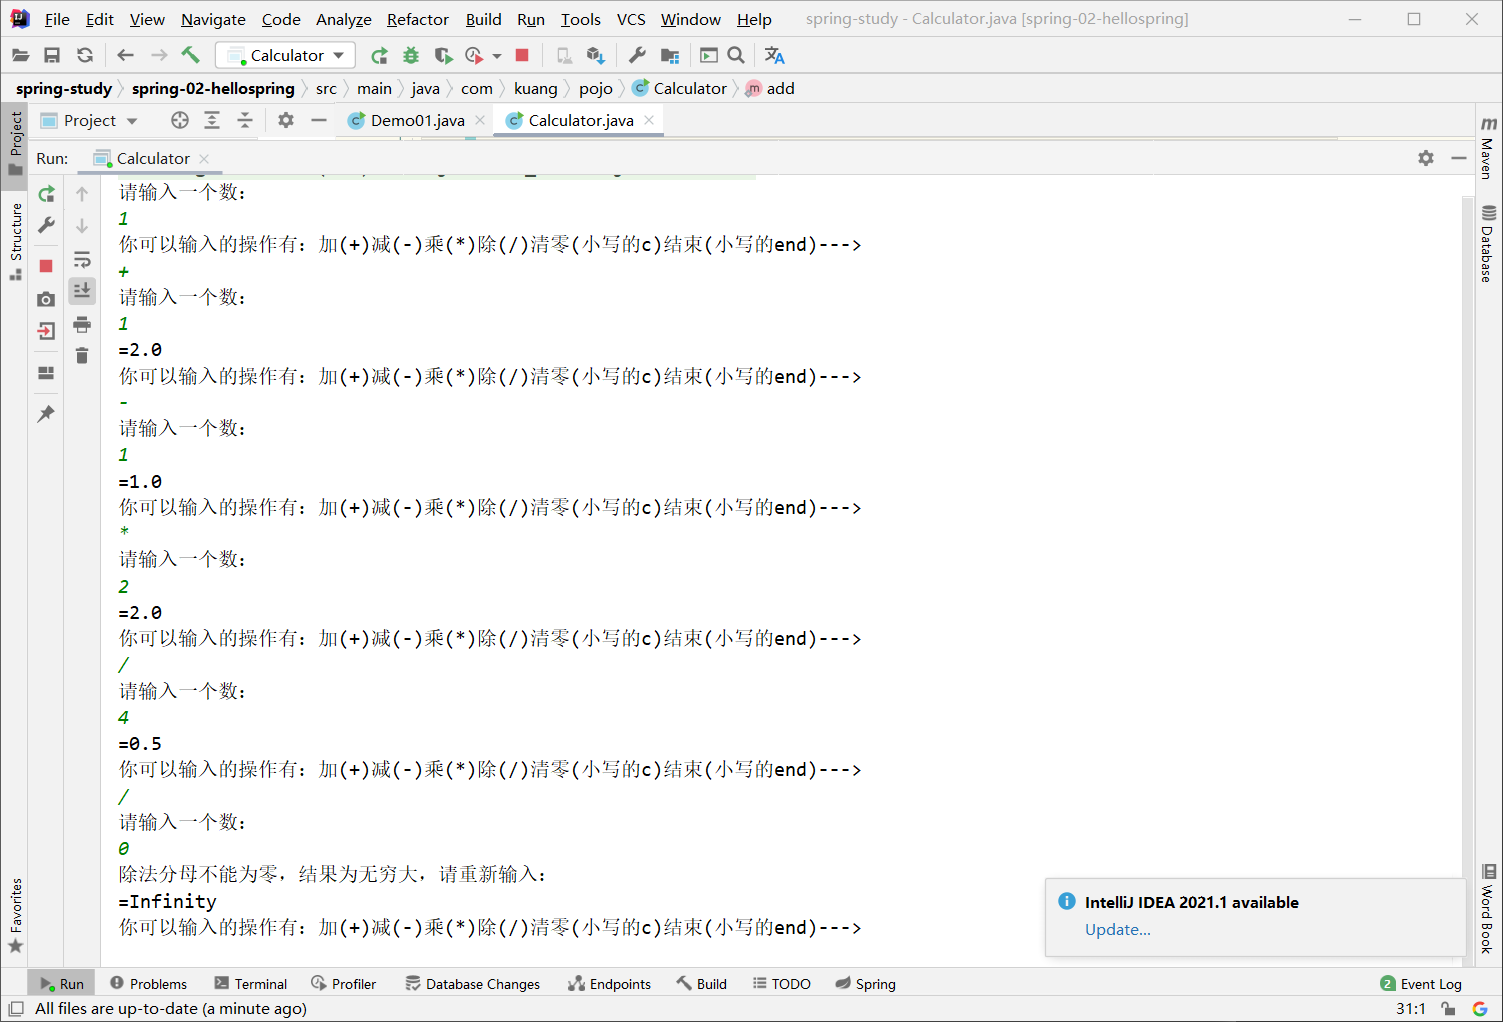 File Edit View Navigate Code Analyze Refactor Build Run Tools VCS Window Help spring-study - Calculator.java [spring-02-hellospring]
Calculator
spring-study spring-02-hellospring src main java com kuang pojo Calculator add
Project Demo01.java Calculator.java
Run: Calculator
请输入一个数：
1
你可以输入的操作有：加(+)减(-)乘(*)除(/)清零(小写的c)结束(小写的end)--->
+
请输入一个数：
1
=2.0
你可以输入的操作有：加(+)减(-)乘(*)除(/)清零(小写的c)结束(小写的end)--->
-
请输入一个数：
1
=1.0
你可以输入的操作有：加(+)减(-)乘(*)除(/)清零(小写的c)结束(小写的end)--->
*
请输入一个数：
2
=2.0
你可以输入的操作有：加(+)减(-)乘(*)除(/)清零(小写的c)结束(小写的end)--->
/
请输入一个数：
4
=0.5
你可以输入的操作有：加(+)减(-)乘(*)除(/)清零(小写的c)结束(小写的end)--->
/
请输入一个数：
0
除法分母不能为零，结果为无穷大，请重新输入：
=Infinity
你可以输入的操作有：加(+)减(-)乘(*)除(/)清零(小写的c)结束(小写的end)--->
Project
Structure
Favorites
Maven
Database
Word Book
IntelliJ IDEA 2021.1 available
Update...
Run Problems Terminal Profiler Database Changes Endpoints Build TODO Spring 2 Event Log
All files are up-to-date (a minute ago) 31:1